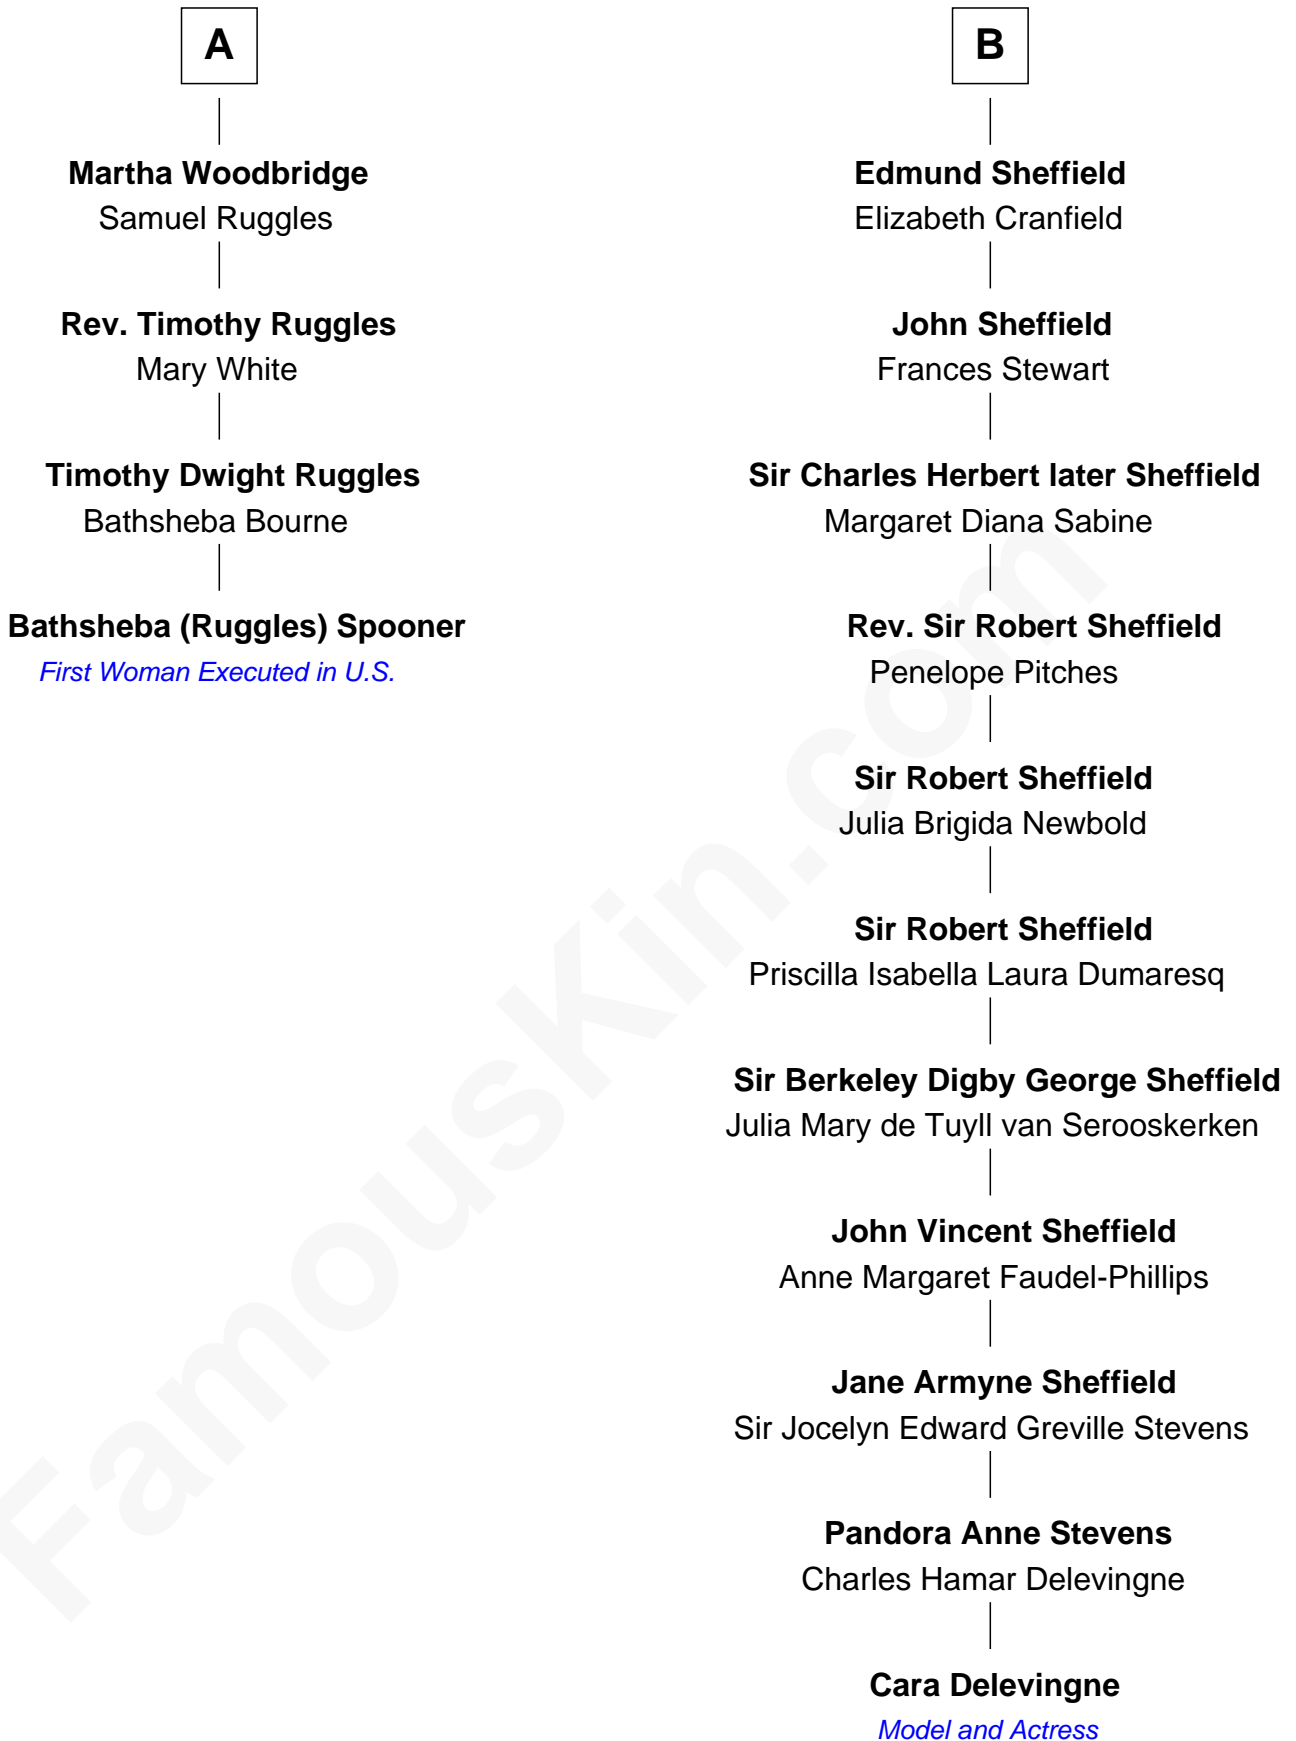 A
Martha Woodbridge
Samuel Ruggles
Rev. Timothy Ruggles
Mary White
Timothy Dwight Ruggles
Bathsheba Bourne
Bathsheba (Ruggles) Spooner
First Woman Executed in U.S.
B
Edmund Sheffield
Elizabeth Cranfield
John Sheffield
Frances Stewart
Sir Charles Herbert later Sheffield
Margaret Diana Sabine
Rev. Sir Robert Sheffield
Penelope Pitches
Sir Robert Sheffield
Julia Brigida Newbold
Sir Robert Sheffield
Priscilla Isabella Laura Dumaresq
Sir Berkeley Digby George Sheffield
Julia Mary de Tuyll van Serooskerken
John Vincent Sheffield
Anne Margaret Faudel-Phillips
Jane Armyne Sheffield
Sir Jocelyn Edward Greville Stevens
Pandora Anne Stevens
Charles Hamar Delevingne
Cara Delevingne
Model and Actress
FamousKin.com